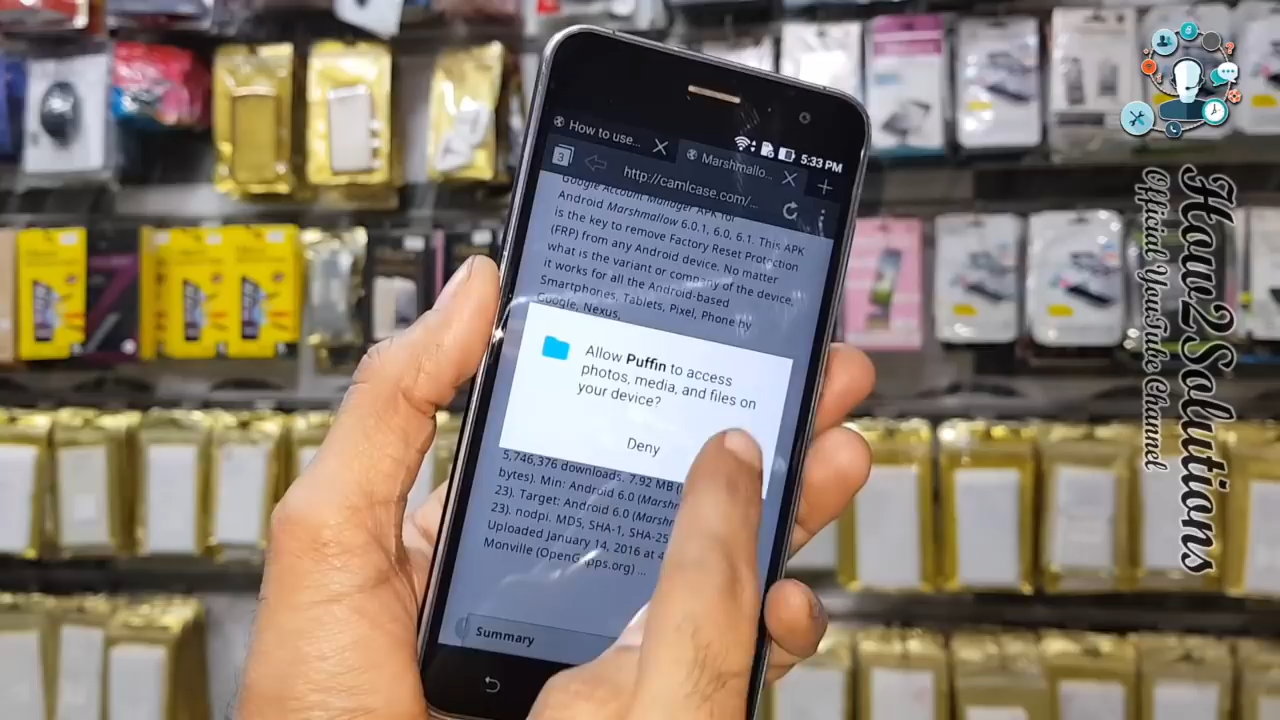 How to use...
5:33 PM
Marshmallo...
3
http://camlcase.com/...
Google Account Manager APK for
Android Marshmallow 6.0.1, 6.0, 6.1. This APK
is the key to remove Factory Reset Protection
(FRP) from any Android device. No matter
what is the variant or company of the device,
it works for all the Android-based
Smartphones, Tablets, Pixel, Phone by
Google, Nexus,
Allow Puffin to access
photos, media, and files on
your device?
Deny
5,746,376 downloads. 7.92 MB
bytes). Min: Android 6.0 (Marsh
23). Target: Android 6.0 (Marshm
23). nodpi. MD5, SHA-1, SHA-25
Uploaded January 14, 2016 at 4
Monville (OpenGapps.org) ...
Summary
How2Solutions
Official YouTube Channel